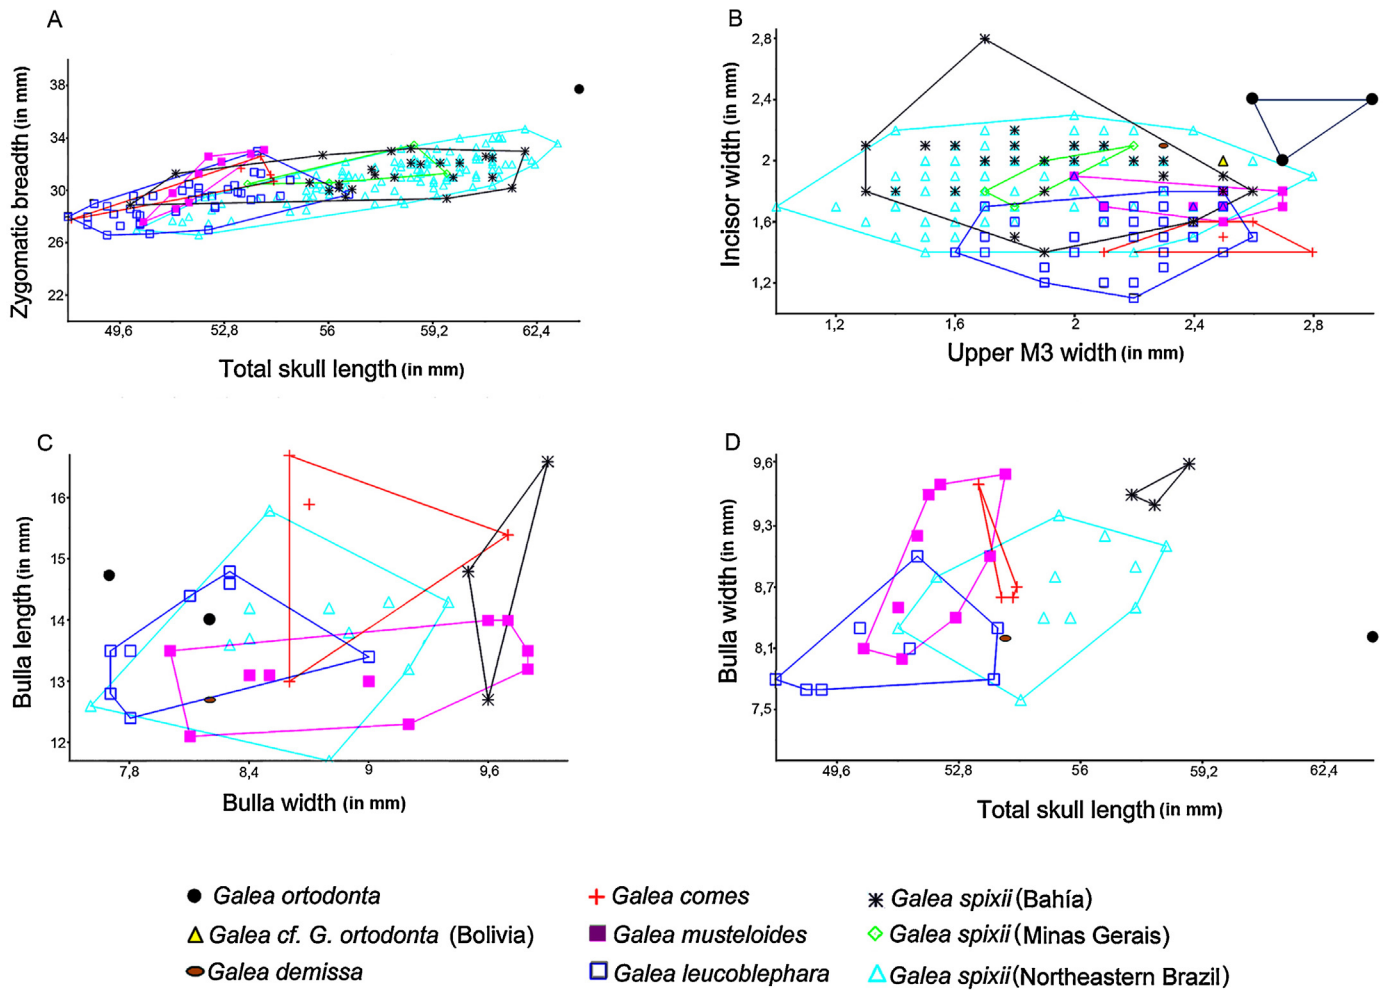 A
Zygomatic breadth (in mm)
38
34
30
26
22
49,6 52,8 56 59,2 62,4
Total skull length (in mm)
B
Incisor width (in mm)
2,8
2,4
2
1,6
1,2
1,2 1,6 2 2,4 2,8
Upper M3 width (in mm)
C
Bulla length (in mm)
16
15
14
13
12
7,8 8,4 9 9,6
Bulla width (in mm)
D
Bulla width (in mm)
9,6
9,3
8,7
8,1
7,5
49,6 52,8 56 59,2 62,4
Total skull length (in mm)
Galea ortodonta
Galea comes
Galea spixii (Bahía)
Galea cf. G. ortodonta (Bolivia)
Galea musteloides
Galea spixii (Minas Gerais)
Galea demissa
Galea leucoblephara
Galea spixii (Northeastern Brazil)